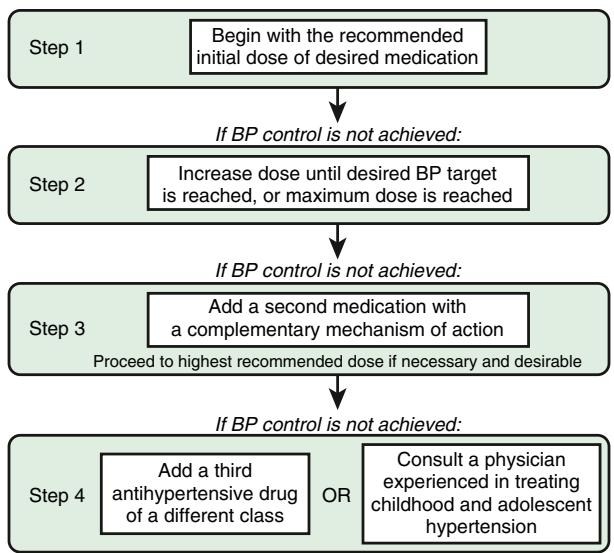 Step 1
Begin with the recommended
initial dose of desired medication
If BP control is not achieved:
Step 2
Increase dose until desired BP target
is reached, or maximum dose is reached
If BP control is not achieved:
Step 3
Add a second medication with
a complementary mechanism of action
Proceed to highest recommended dose if necessary and desirable
If BP control is not achieved:
Step 4
Add a third
antihypertensive drug
of a different class
OR
Consult a physician
experienced in treating
childhood and adolescent
hypertension